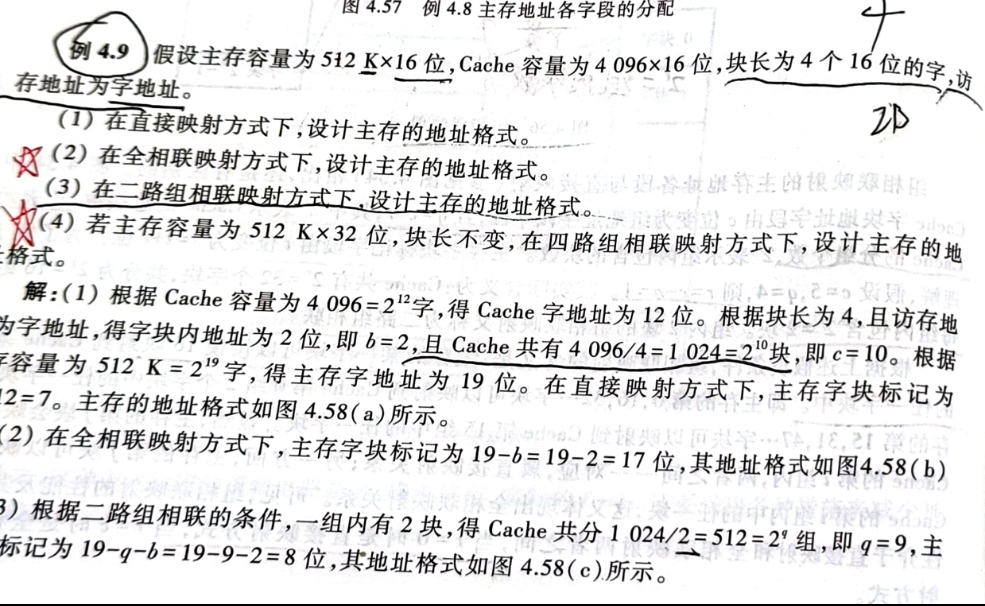 图 4.57 例 4.8 主存地址各字段的分配
4
例 4.9 假设主存容量为 512 K×16 位,Cache 容量为 4 096×16 位,块长为 4 个 16 位的字,访
存地址为字地址。
2B
(1) 在直接映射方式下,设计主存的地址格式。
(2) 在全相联映射方式下,设计主存的地址格式。
(3) 在二路组相联映射方式下,设计主存的地址格式。
(4) 若主存容量为 512 K×32 位,块长不变,在四路组相联映射方式下,设计主存的地
格式。
解:(1) 根据 Cache 容量为 4 096=2¹²字,得 Cache 字地址为 12 位。根据块长为 4,且访存地
为字地址,得字块内地址为 2 位,即 b=2,且 Cache 共有 4 096/4=1 024=2¹⁰块,即 c=10。根据
容量为 512 K=2¹⁹字,得主存字地址为 19 位。在直接映射方式下,主存字块标记为
12=7。主存的地址格式如图 4.58(a)所示。
(2) 在全相联映射方式下,主存字块标记为 19-b=19-2=17 位,其地址格式如图4.58(b)
3) 根据二路组相联的条件,一组内有 2 块,得 Cache 共分 1 024/2=512=2^q 组,即 q=9,主
标记为 19-q-b=19-9-2=8 位,其地址格式如图 4.58(c)所示。